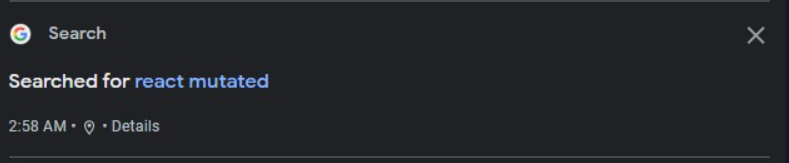 Search
Searched for react mutated
2:58 AM • • Details